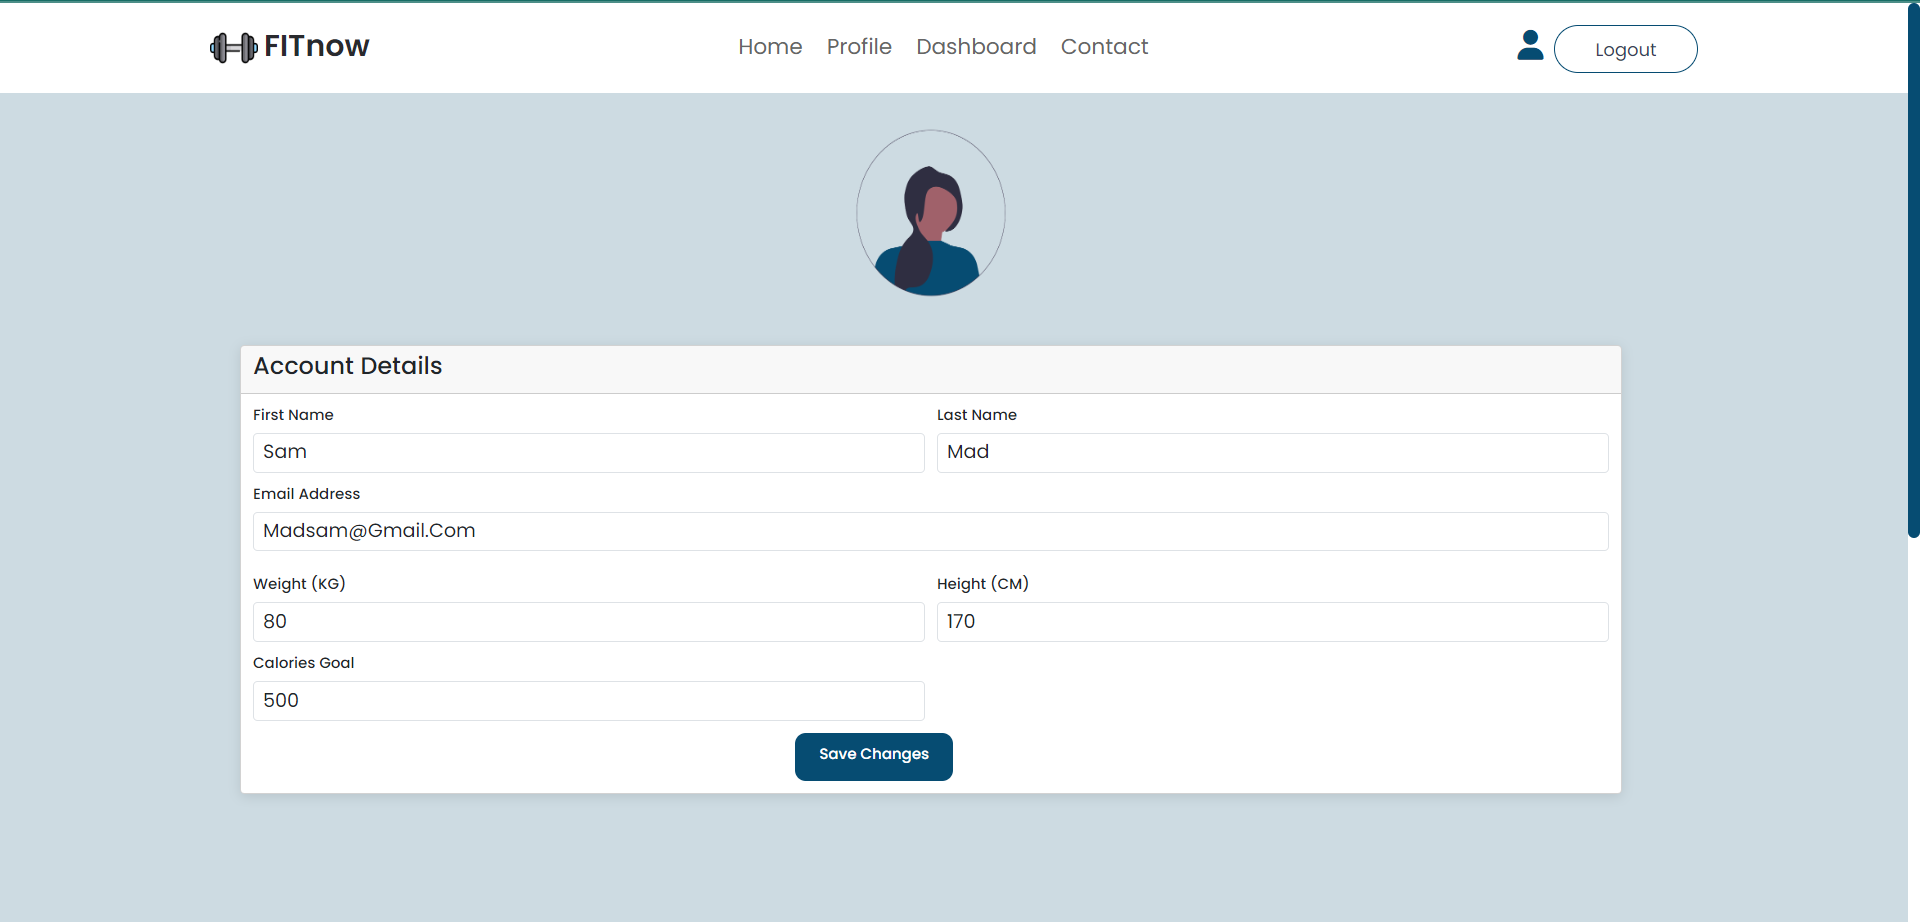 FITnow
Home Profile Dashboard Contact
Logout
Account Details
First Name
Last Name
Sam
Mad
Email Address
Madsam@Gmail.Com
Weight (KG)
Height (CM)
80
170
Calories Goal
500
Save Changes